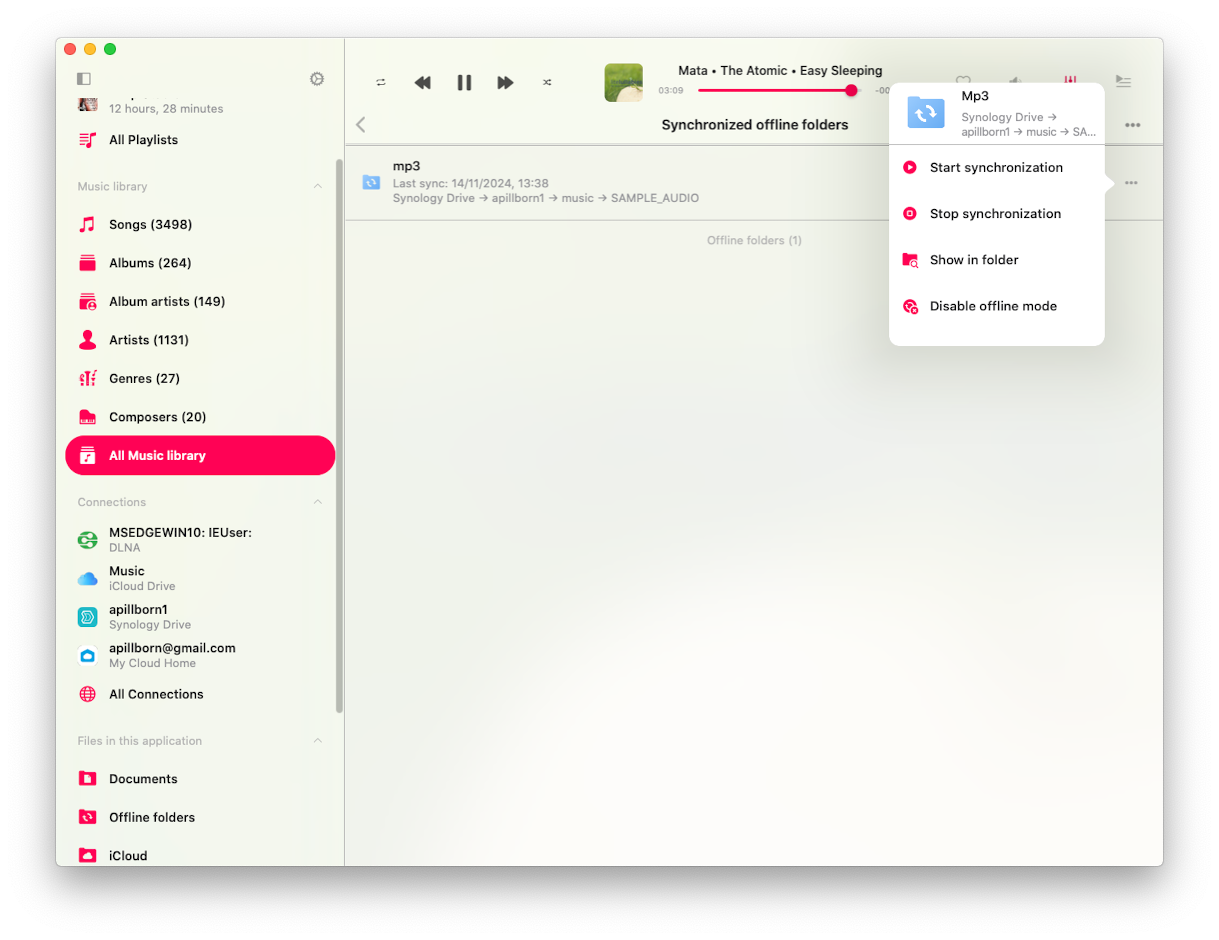 12 hours, 28 minutes
All Playlists
Music library
Songs (3498)
Albums (264)
Album artists (149)
Artists (1131)
Genres (27)
Composers (20)
All Music library
Connections
MSEDGEWIN10: IEUser:
DLNA
Music
iCloud Drive
apillborn1
Synology Drive
apillborn@gmail.com
My Cloud Home
All Connections
Files in this application
Documents
Offline folders
iCloud
Mata • The Atomic • Easy Sleeping
03:09
-00
Synchronized offline folders
mp3
Last sync: 14/11/2024, 13:38
Synology Drive → apillborn1 → music → SAMPLE_AUDIO
Offline folders (1)
Mp3
Synology Drive →
apillborn1 → music → SA...
Start synchronization
Stop synchronization
Show in folder
Disable offline mode